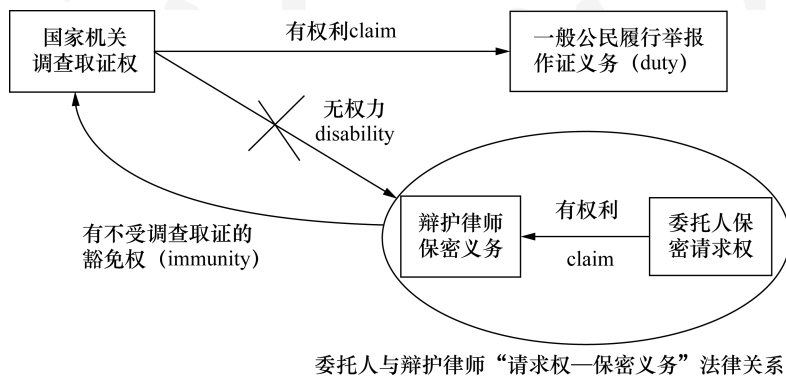 国家机关
调查取证权
有权利claim
一般公民履行举报
作证义务（duty）
无权力
disability
有不受调查取证的
豁免权（immunity）
辩护律师
保密义务
有权利
claim
委托人保
密请求权
委托人与辩护律师“请求权—保密义务”法律关系